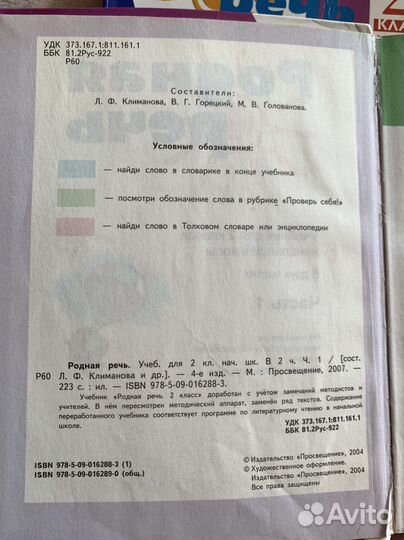 речь
2
КЛА
УДК 373.167.1:811.161.1
ББК 81.2Рус-922
Р60
Составители:
Л. Ф. Климанова, В. Г. Горецкий, М. В. Голованова.
Условные обозначения:
— найди слово в словарике в конце учебника
— посмотри обозначение слова в рубрике «Проверь себя!»
— найди слово в Толковом словаре или энциклопедии
Родная речь. Учеб. для 2 кл. нач. шк. В 2 ч. Ч. 1 / [сост.
Р60 Л. Ф. Климанова и др.]. — 4-е изд. — М. : Просвещение, 2007. —
223 с. : ил. — ISBN 978-5-09-016288-3.
Учебник «Родная речь. 2 класс» доработан с учётом замечаний методистов и
учителей. В нём пересмотрен методический аппарат, заменён ряд текстов. Содержание
переработанного учебника соответствует программе по литературному чтению в начальной
школе.
УДК 373.167.1:811.161.1
ББК 81.2Рус-922
ISBN 978-5-09-016288-3 (1)
ISBN 978-5-09-016289-0 (общ.)
© Издательство «Просвещение», 2004
© Художественное оформление.
Издательство «Просвещение», 2004
Все права защищены
Avito